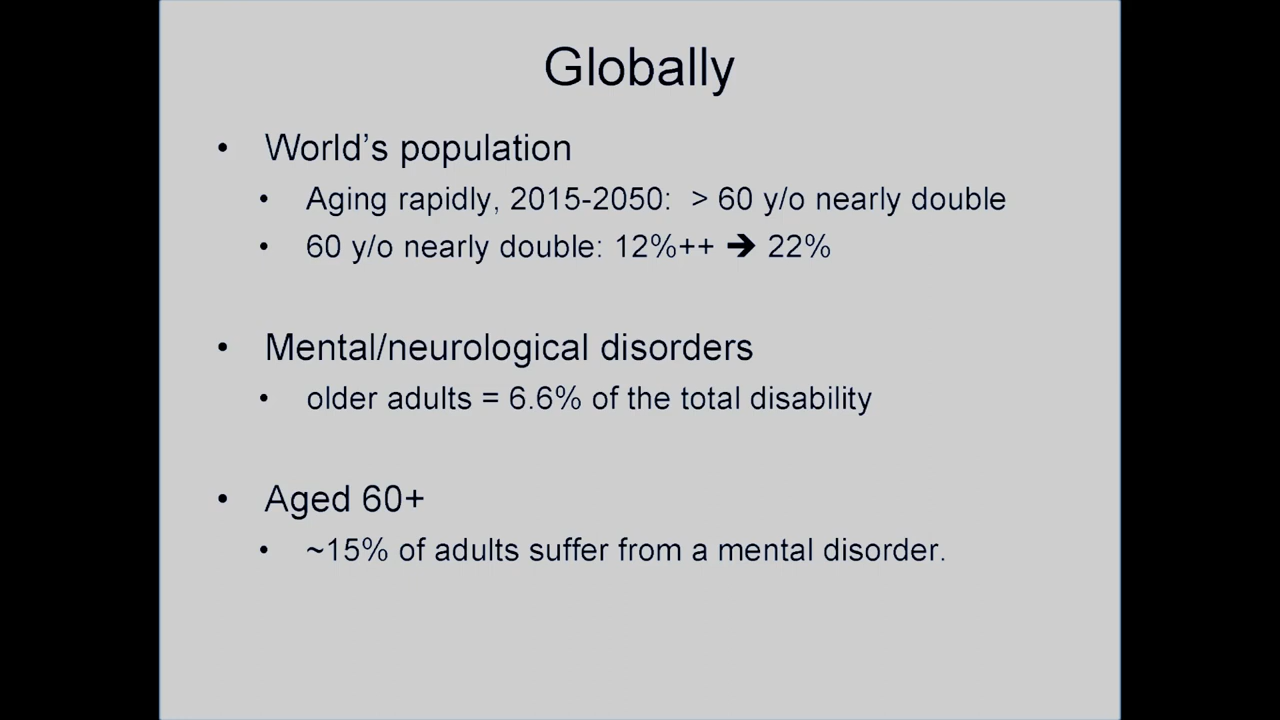 Globally
• World's population
• Aging rapidly, 2015-2050:  > 60 y/o nearly double
• 60 y/o nearly double: 12%++ ➔ 22%
• Mental/neurological disorders
• older adults = 6.6% of the total disability
• Aged 60+
• ~15% of adults suffer from a mental disorder.